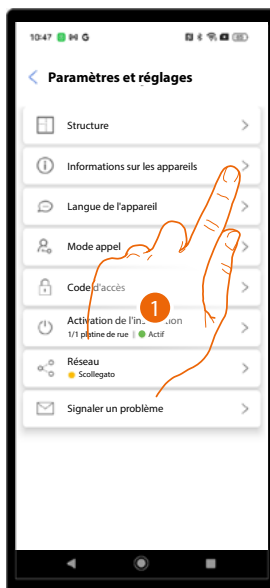 10:47
Paramètres et réglages
Structure
Informations sur les appareils
Langue de l'appareil
Mode appel
Code d'accès
Activation de l'in
1/1 platine de rue | Actif
Réseau
Scollegato
Signaler un problème
1